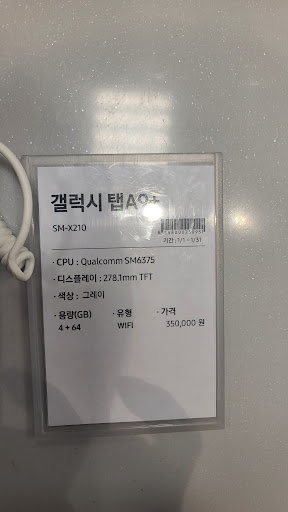 갤럭시 탭A9+
SM-X210
기간 : 1/1 - 1/31
· CPU : Qualcomm SM6375
· 디스플레이 : 278.1mm TFT
· 색상 : 그레이
· 용량(GB) · 유형 · 가격
4 + 64 WIFI 350,000 원